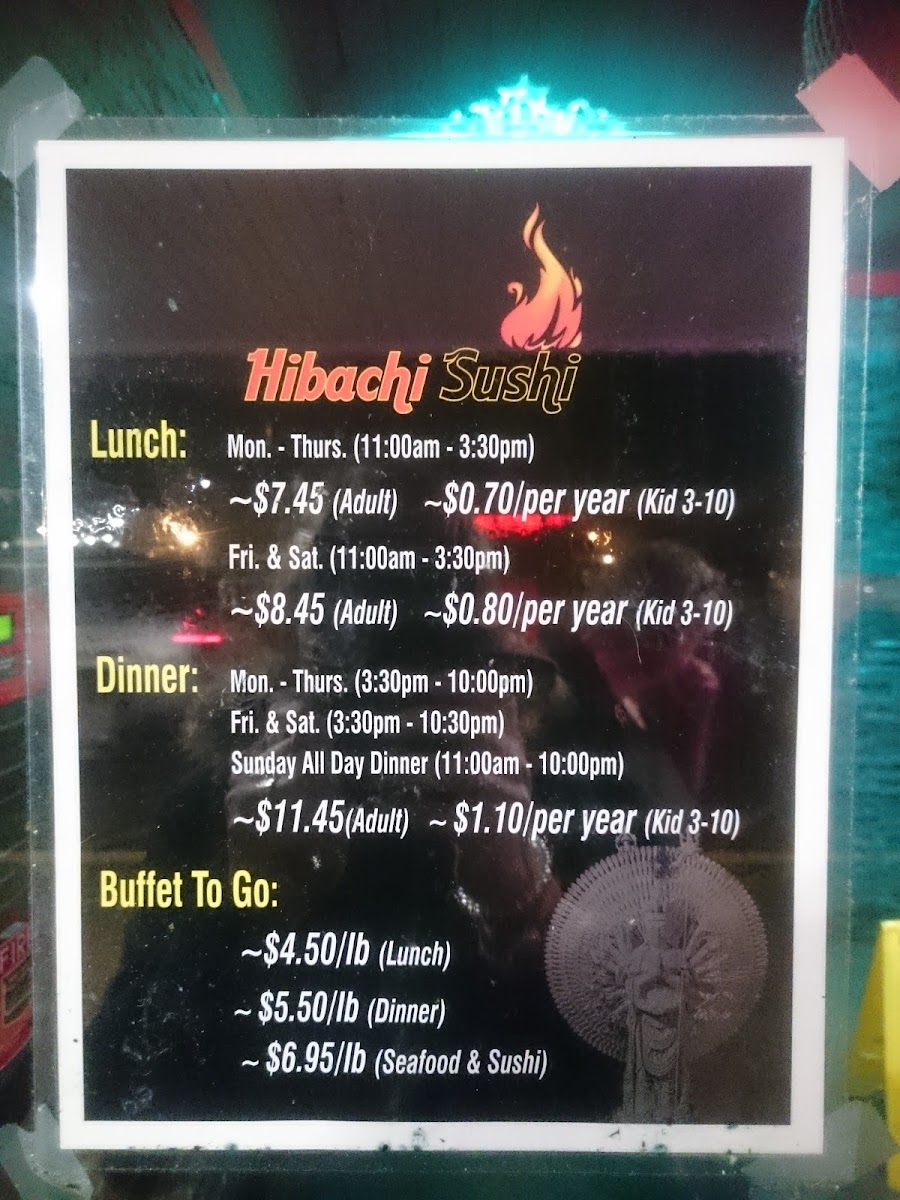 Hibachi Sushi
Lunch: Mon. - Thurs. (11:00am - 3:30pm)
~$7.45 (Adult) ~$0.70/per year (Kid 3-10)
Fri. & Sat. (11:00am - 3:30pm)
~$8.45 (Adult) ~$0.80/per year (Kid 3-10)
Dinner: Mon. - Thurs. (3:30pm - 10:00pm)
Fri. & Sat. (3:30pm - 10:30pm)
Sunday All Day Dinner (11:00am - 10:00pm)
~$11.45(Adult) ~ $1.10/per year (Kid 3-10)
Buffet To Go:
~$4.50/lb (Lunch)
~ $5.50/lb (Dinner)
~ $6.95/lb (Seafood & Sushi)